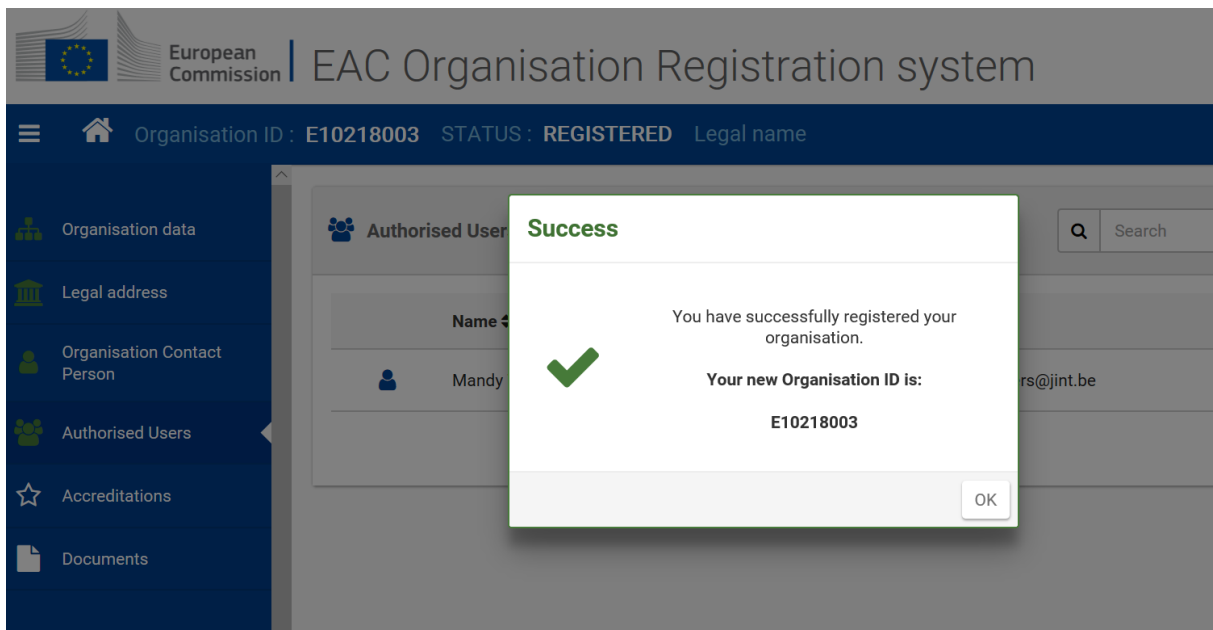 European
Commission
EAC Organisation Registration system
Organisation ID : E10218003 STATUS : REGISTERED Legal name
Organisation data
Legal address
Organisation Contact
Person
Authorised Users
Accreditations
Documents
Authorised User
Search
Name
Mandy
rs@jint.be
Success
You have successfully registered your
organisation.
Your new Organisation ID is:
E10218003
OK